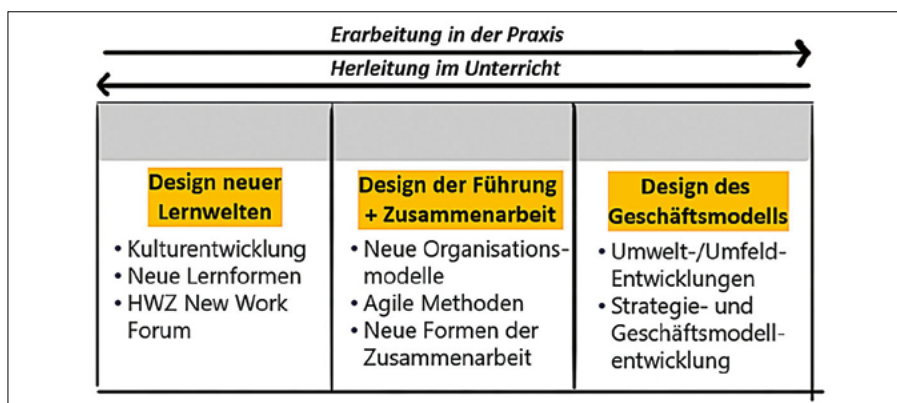 Erarbeitung in der Praxis
Herleitung im Unterricht
Design neuer
Lernwelten
• Kulturentwicklung
• Neue Lernformen
• HWZ New Work
Forum
Design der Führung
+ Zusammenarbeit
• Neue Organisations-
modelle
• Agile Methoden
• Neue Formen der
Zusammenarbeit
Design des
Geschäftsmodells
• Umwelt-/Umfeld-
Entwicklungen
• Strategie- und
Geschäftsmodell-
entwicklung